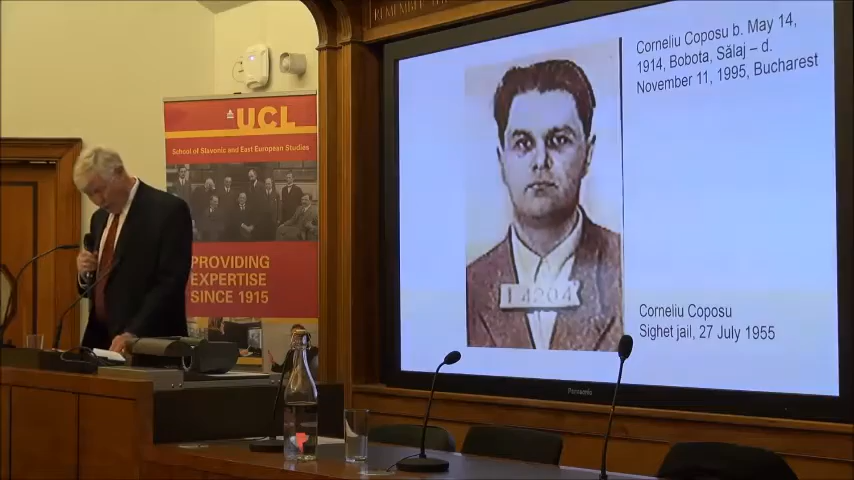 REMEMBER
UCL
School of Slavonic and East European Studies
PROVIDING
EXPERTISE
SINCE 1915
Corneliu Coposu b. May 14,
1914, Bobota, Sălaj – d.
November 11, 1995, Bucharest
14204
Corneliu Coposu
Sighet jail, 27 July 1955
Panasonic